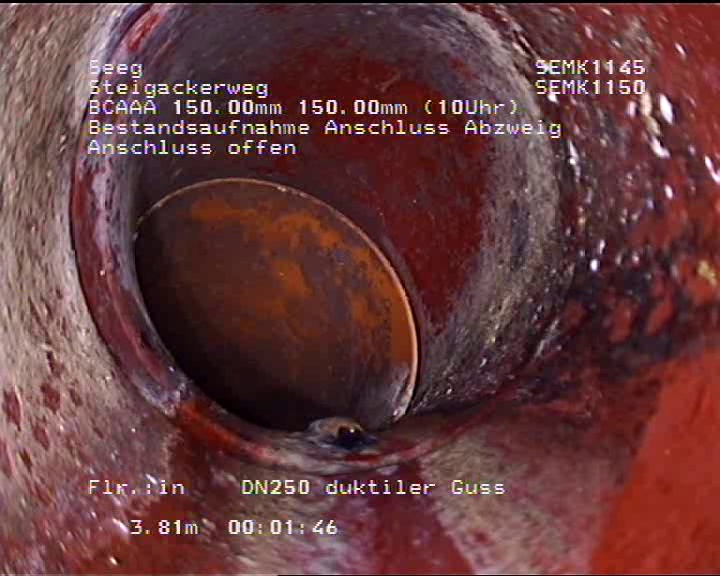 Seeg SEMK1145
Steigackerweg SEMK1150
BCAAA 150.00mm 150.00mm (10Uhr)
Bestandsaufnahme Anschluss Abzweig
Anschluss offen
Flr.:in DN250 duktiler Guss
3.81m 00:01:46